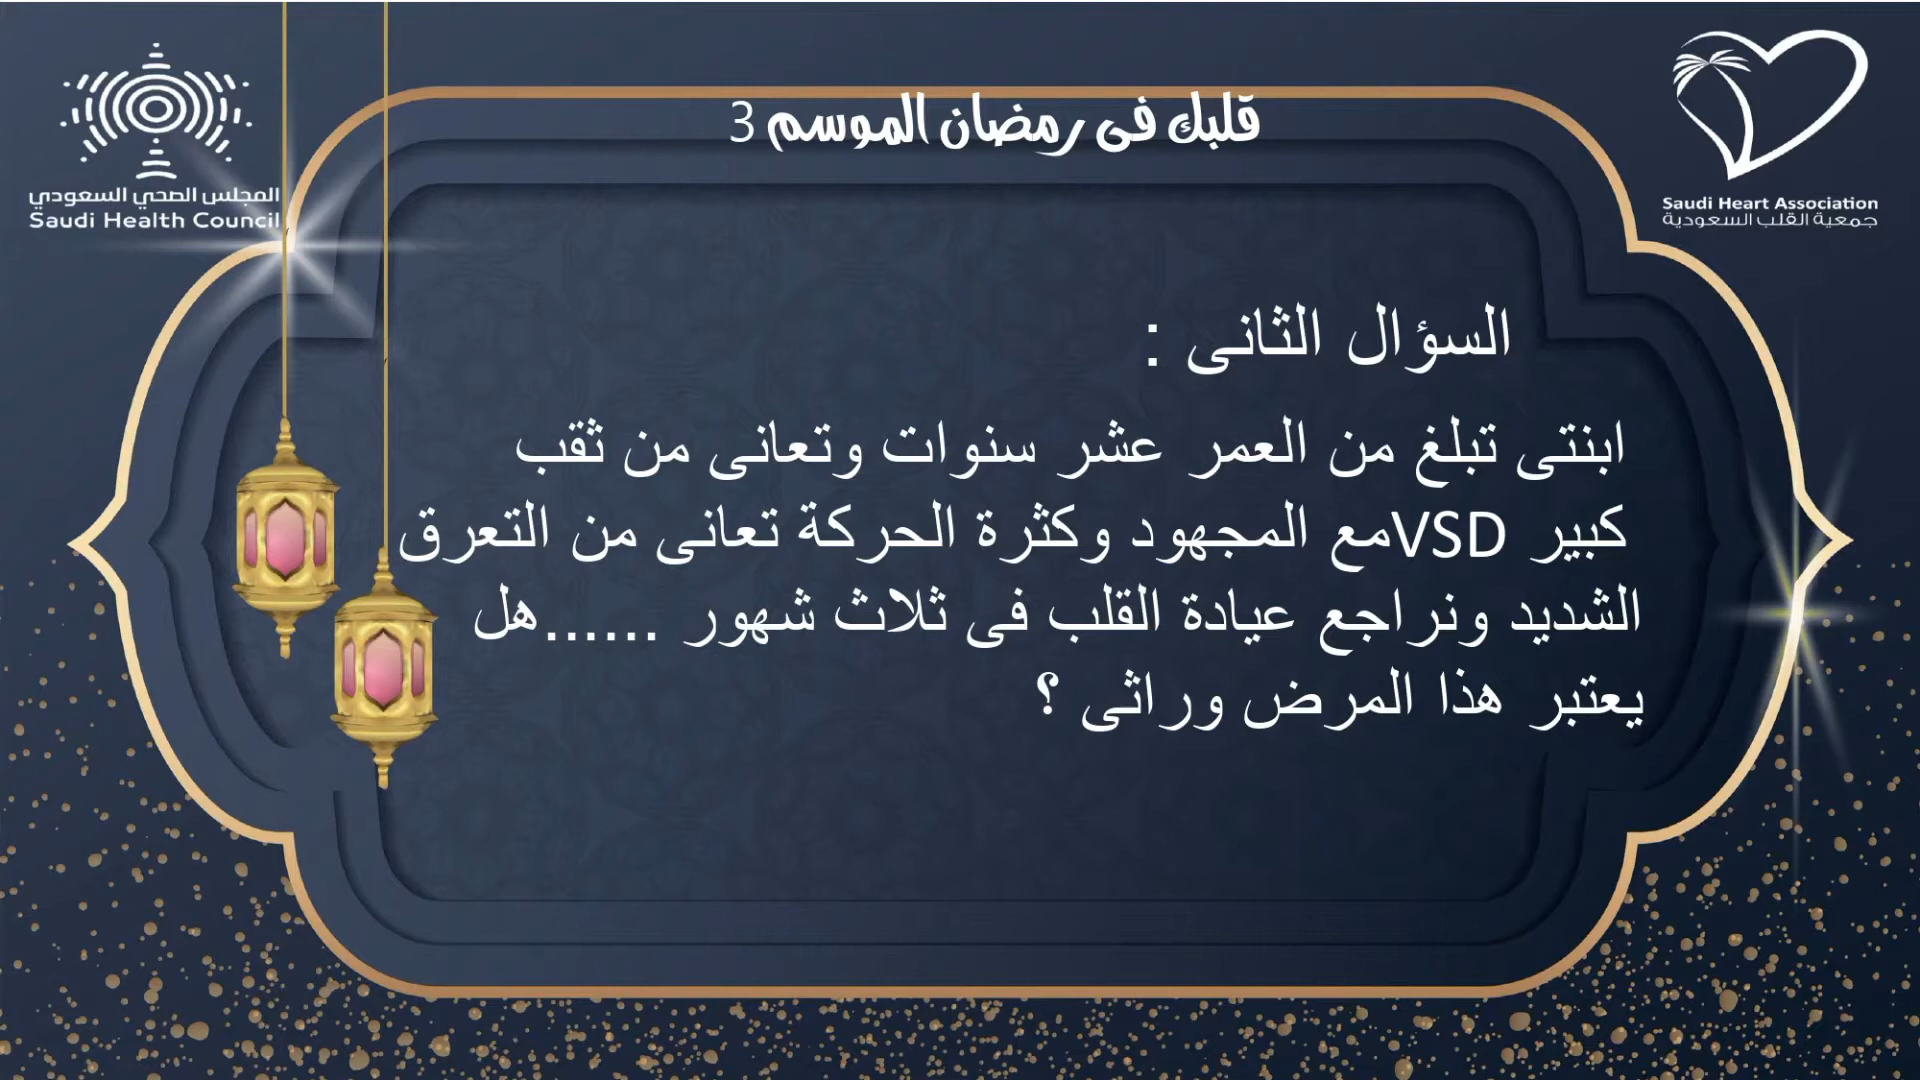 المجلس الصحي السعودي
Saudi Health Council
Saudi Heart Association
جمعية القلب السعودية
قلبك فى رمضان الموسم 3
السؤال الثانى :
ابنتى تبلغ من العمر عشر سنوات وتعانى من ثقب
كبير VSDمع المجهود وكثرة الحركة تعانى من التعرق
الشديد ونراجع عيادة القلب فى ثلاث شهور ......هل
يعتبر هذا المرض وراثى ؟